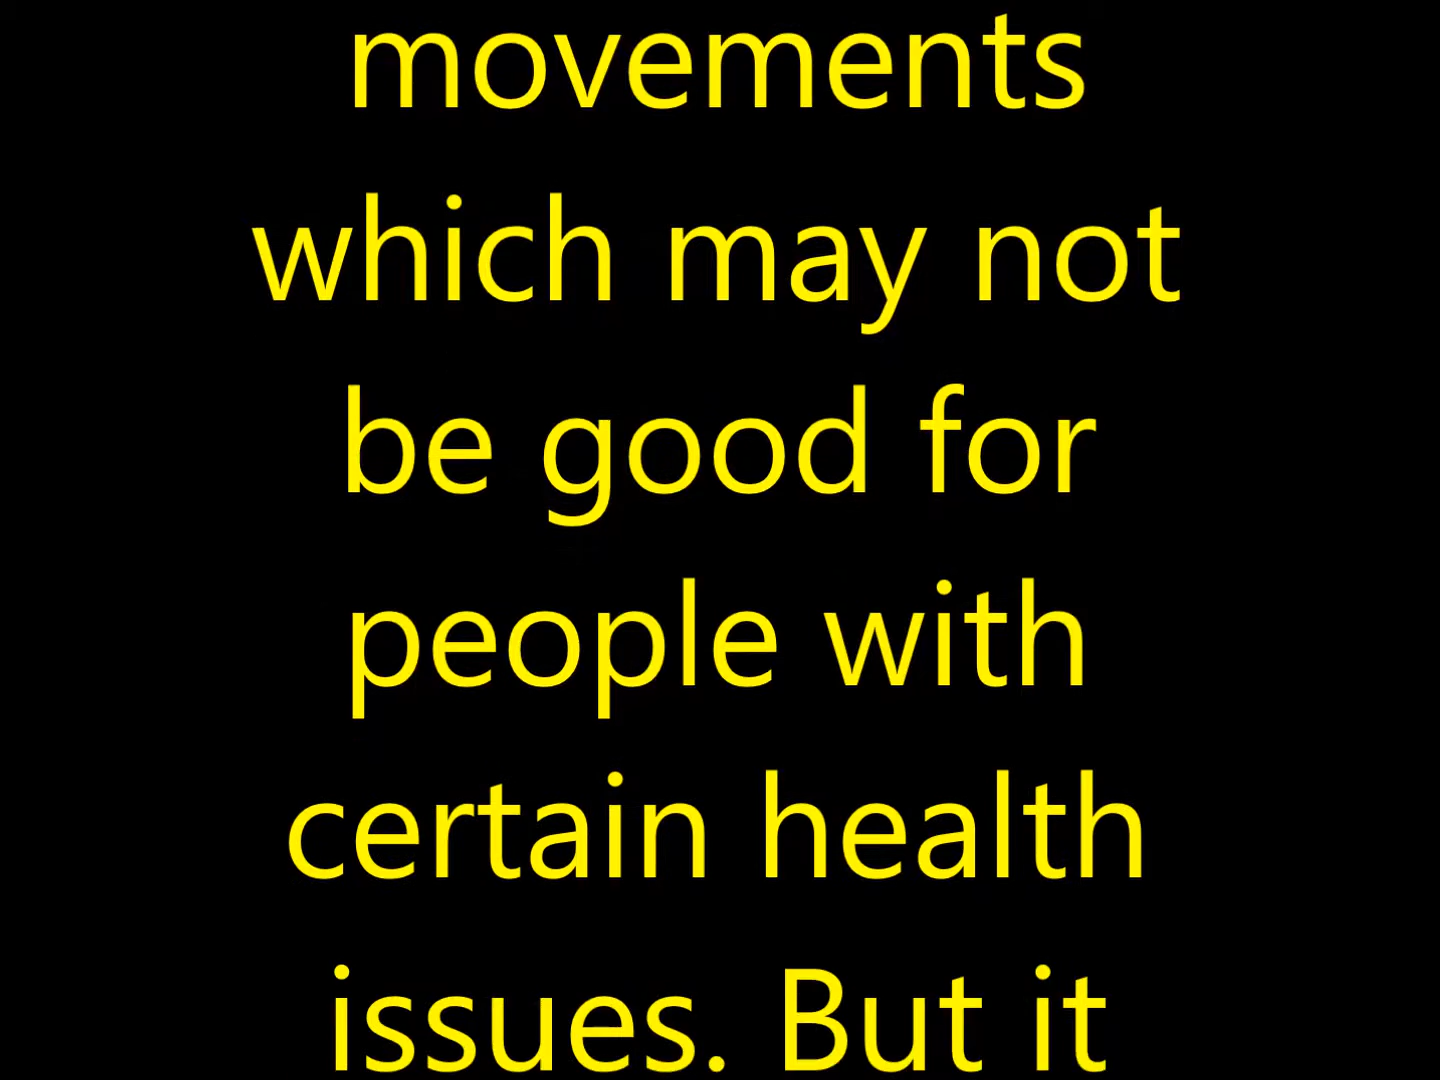 movements
which may not
be good for
people with
certain health
issues. But it